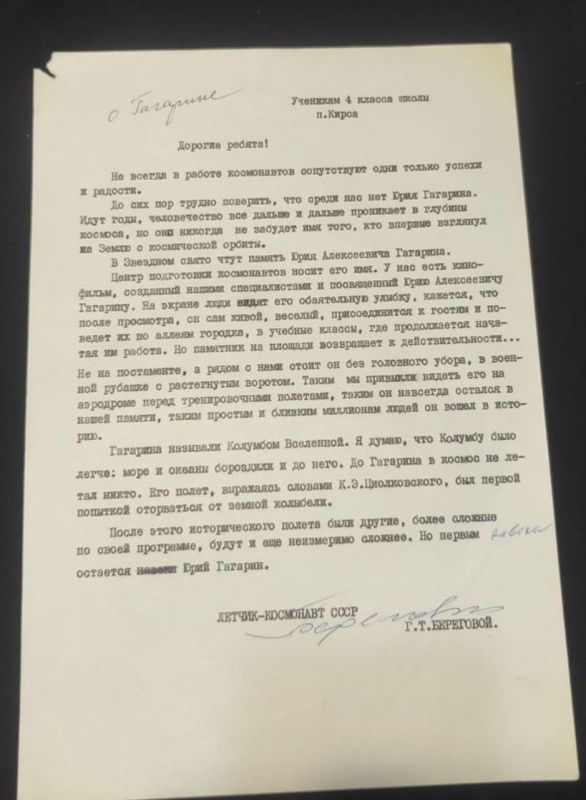 о Гагарине
Ученикам 4 класса школы
п.Кирса
Дорогие ребята!
Не всегда в работе космонавтов сопутствуют одни только успехи
и радости.
До сих пор трудно поверить, что среди нас нет Юрия Гагарина.
Идут годы, человечество все дальше и дальше проникает в глубины
космоса, но оно никогда не забудет имя того, кто впервые взглянул
на Землю с космической орбиты.
В Звездном свято чтут память Юрия Алексеевича Гагарина.
Центр подготовки космонавтов носит его имя. У нас есть кино-
фильм, созданный нашими специалистами и посвященный Юрию Алексеевичу
Гагарину. На экране люди видят его обаятельную улыбку, кажется, что
после просмотра, он сам живой, веселый, присоединится к гостям и по-
ведет их по аллеям городка, в учебные классы, где продолжается нача-
тая им работа. Но памятник на площади возвращает к действительности...
Не на постаменте, а рядом с нами стоит он без головного убора, в воен-
ной рубашке с растегнутым воротом. Таким мы привыкли видеть его на
аэродроме перед тренировочными полетами, таким он навсегда остался в
нашей памяти, таким простым и близким миллионам людей он вошел в исто-
рию.
Гагарина называли Колумбом Вселенной. Я думаю, что Колумбу было
легче: море и океаны бороздили и до него. До Гагарина в космос не ле-
тал никто. Его полет, выражаясь словами К.Э.Циолковского, был первой
попыткой оторваться от земной колыбели.
После этого исторического полета были другие, более сложные
по своей программе, будут и еще неизмеримо сложнее. Но первым навеки
остается навеки Юрий Гагарин.
ЛЕТЧИК-КОСМОНАВТ СССР
Береговой
Г.Т.БЕРЕГОВОЙ.